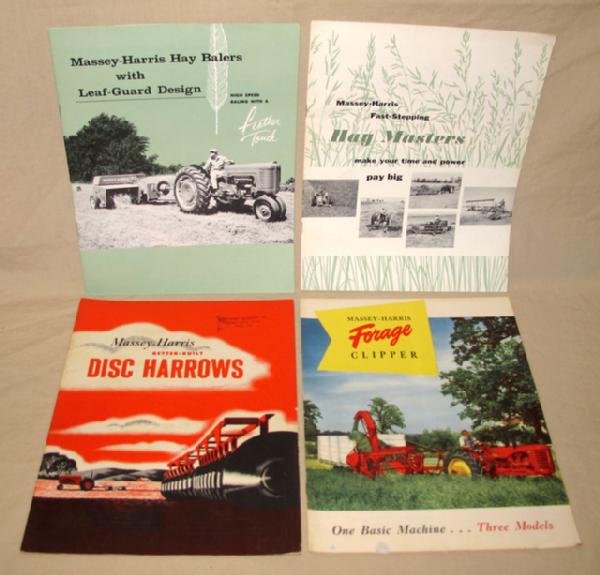 Massey-Harris Hay Balers
with
Leaf-Guard Design
HIGH SPEED
BALING WITH A
feather
Touch
Massey-Harris
Fast-Stepping
Hay Masters
make your time and power
pay big
Massey-Harris
BETTER-BUILT
DISC HARROWS
MASSEY-HARRIS
Forage
CLIPPER
One Basic Machine . . . Three Models